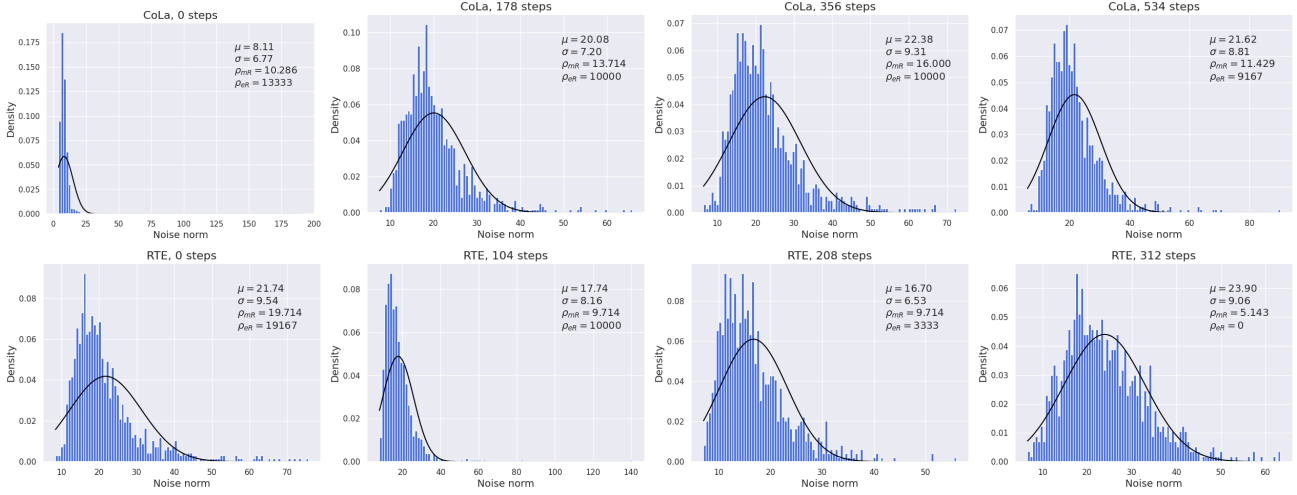 CoLa, 0 steps
Density
0.175
0.150
0.125
0.100
0.075
0.050
0.025
0.000
μ = 8.11
σ = 6.77
ρmR = 10.286
ρeR = 13333
0 25 50 75 100 125 150 175 200
Noise norm
CoLa, 178 steps
Density
0.10
0.08
0.06
0.04
0.02
0.00
μ = 20.08
σ = 7.20
ρmR = 13.714
ρeR = 10000
10 20 30 40 50 60
Noise norm
CoLa, 356 steps
Density
0.07
0.06
0.05
0.04
0.03
0.02
0.01
0.00
μ = 22.38
σ = 9.31
ρmR = 16.000
ρeR = 10000
10 20 30 40 50 60 70
Noise norm
CoLa, 534 steps
Density
0.07
0.06
0.05
0.04
0.03
0.02
0.01
0.00
μ = 21.62
σ = 8.81
ρmR = 11.429
ρeR = 9167
20 40 60 80
Noise norm
RTE, 0 steps
Density
0.08
0.06
0.04
0.02
0.00
μ = 21.74
σ = 9.54
ρmR = 19.714
ρeR = 19167
10 20 30 40 50 60 70
Noise norm
RTE, 104 steps
Density
0.08
0.06
0.04
0.02
0.00
μ = 17.74
σ = 8.16
ρmR = 9.714
ρeR = 10000
20 40 60 80 100 120 140
Noise norm
RTE, 208 steps
Density
0.08
0.06
0.04
0.02
0.00
μ = 16.70
σ = 6.53
ρmR = 9.714
ρeR = 3333
10 20 30 40 50
Noise norm
RTE, 312 steps
Density
0.06
0.05
0.04
0.03
0.02
0.01
0.00
μ = 23.90
σ = 9.06
ρmR = 5.143
ρeR = 0
10 20 30 40 50 60
Noise norm